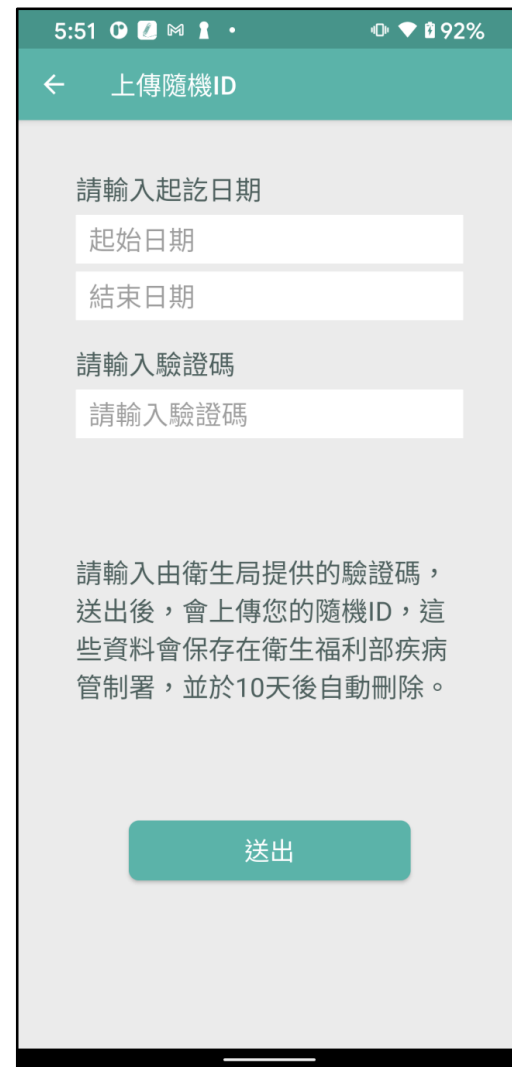 5:51 92%
上傳隨機ID
請輸入起訖日期
起始日期
結束日期
請輸入驗證碼
請輸入驗證碼
請輸入由衛生局提供的驗證碼，
送出後，會上傳您的隨機ID，這
些資料會保存在衛生福利部疾病
管制署，並於10天後自動刪除。
送出